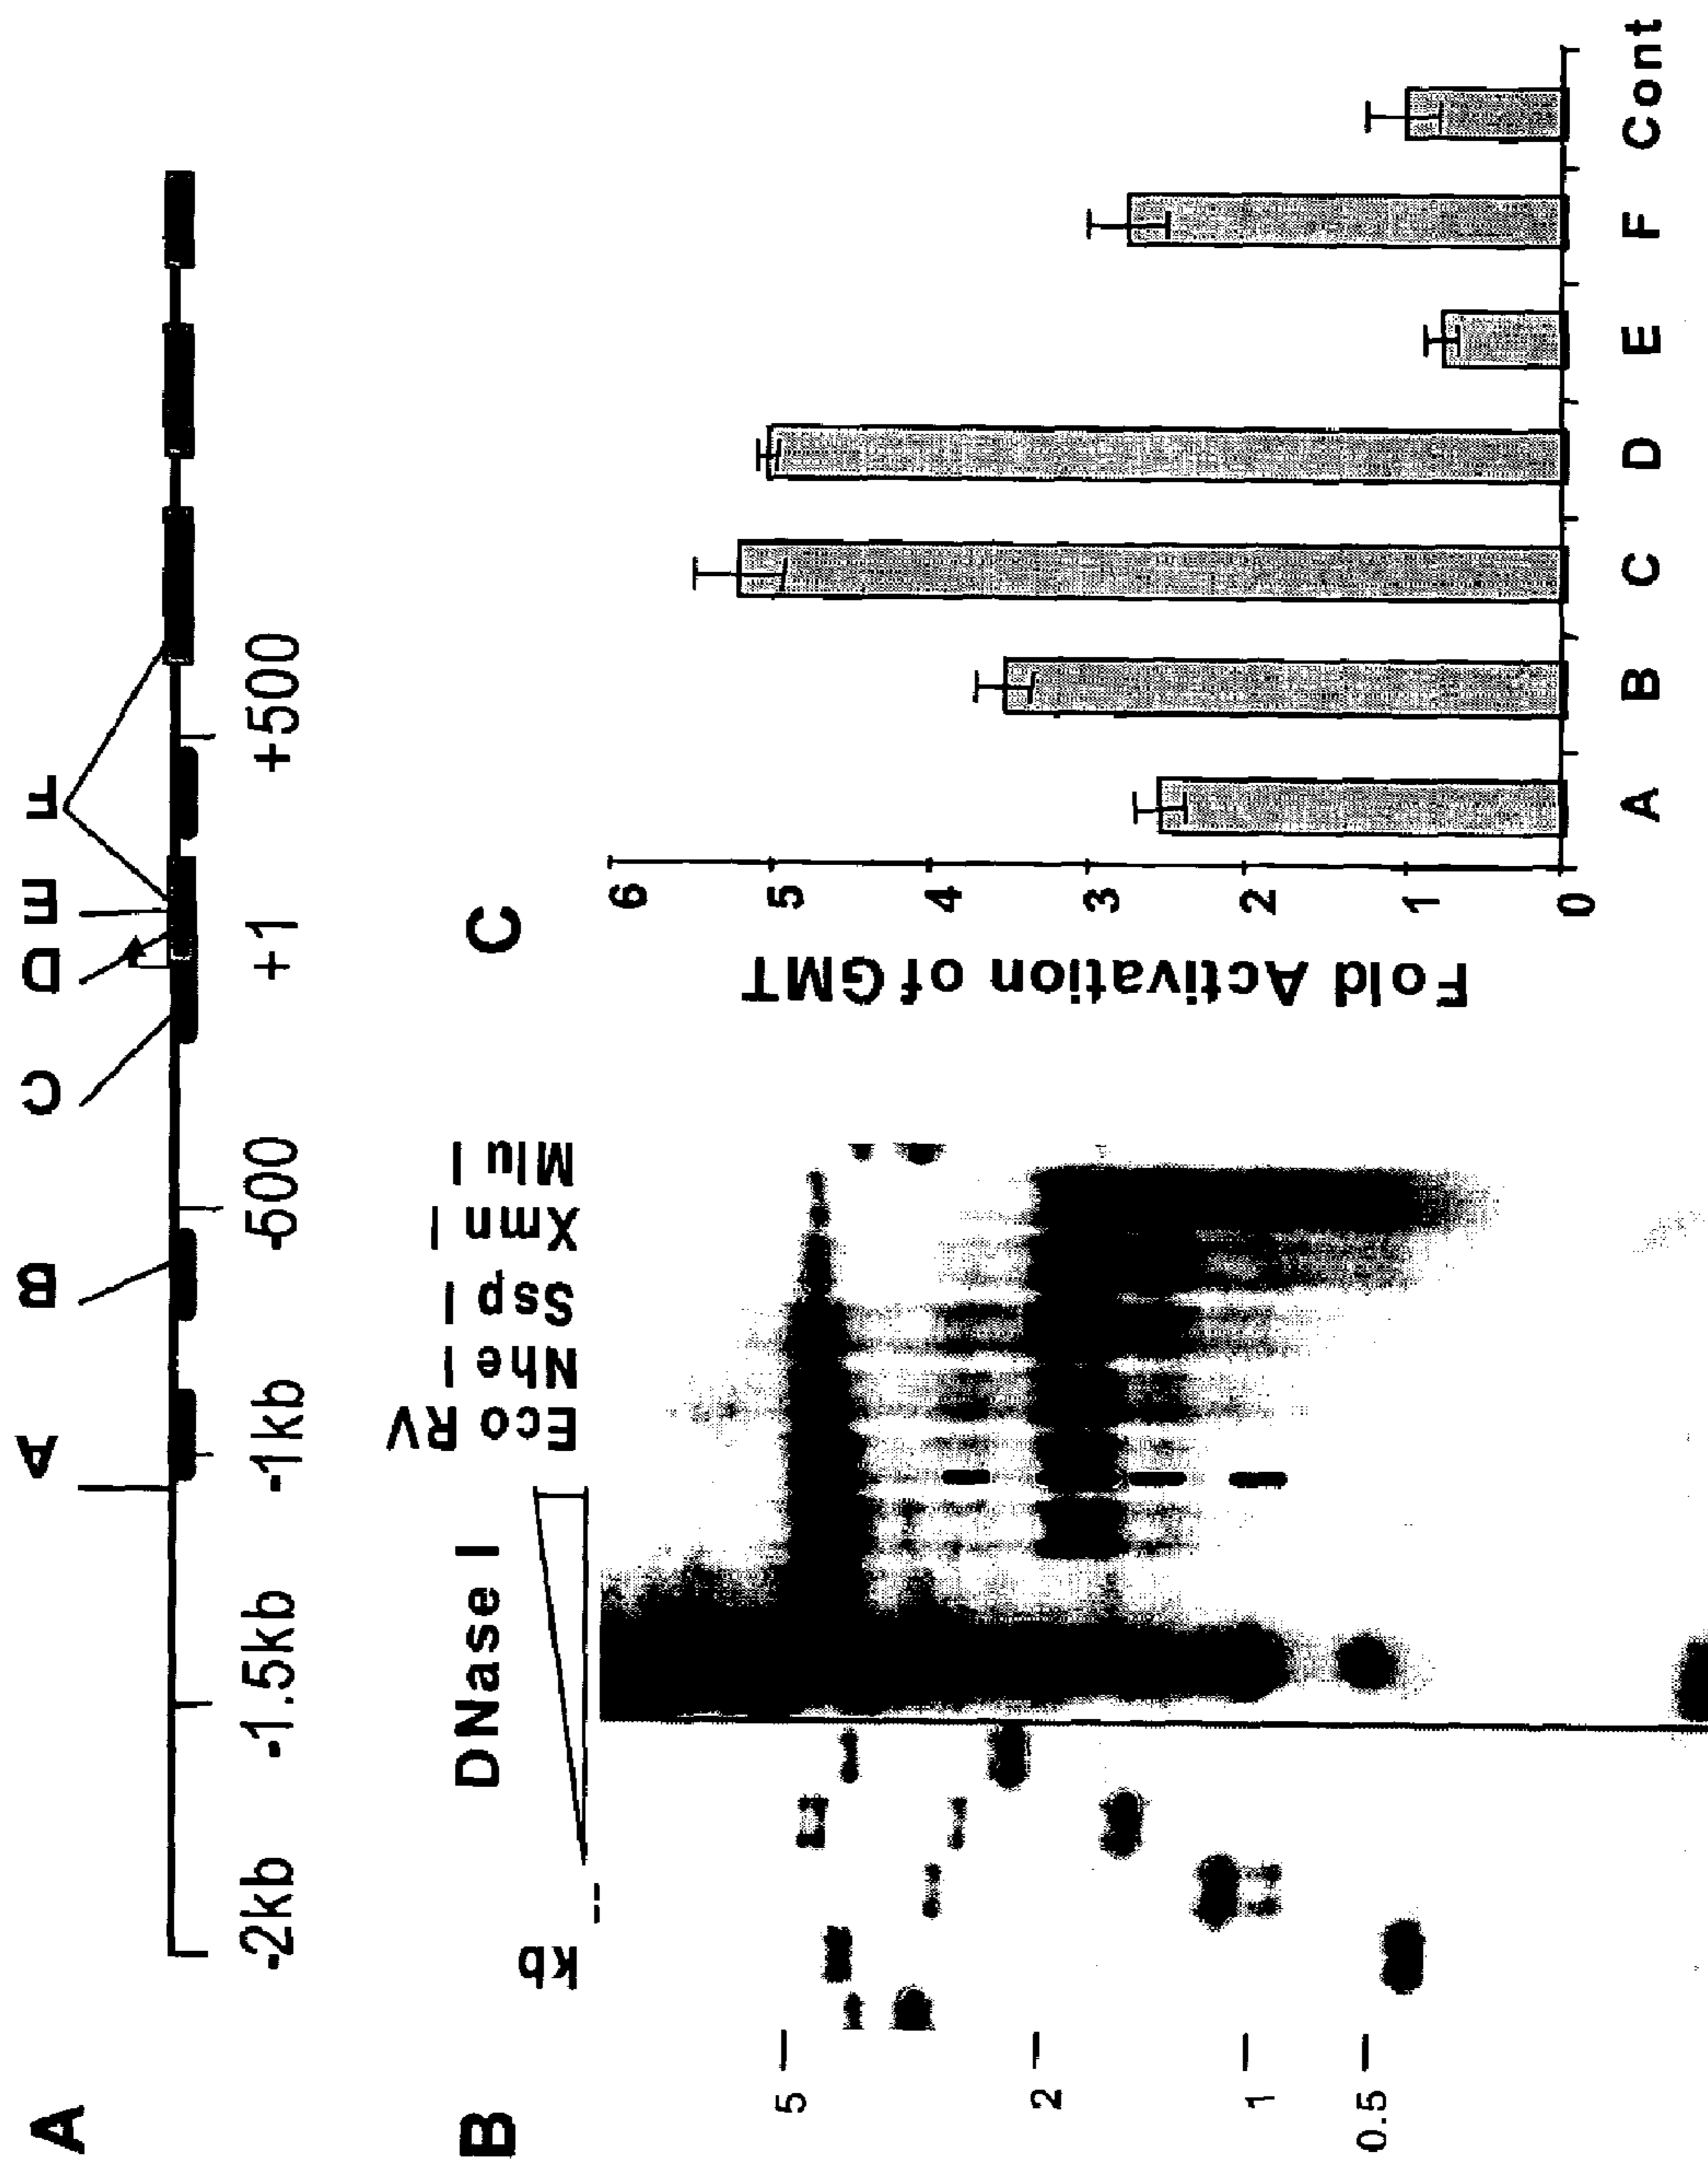 A
A B C D E F
-2kb -1.5kb -1kb -500 +1 +500
B
kb
DNase I
Eco RV
Nhe I
Ssp I
Xmn I
Mlu I
5
2
1
0.5
C
Fold Activation of GMT
6
5
4
3
2
1
0
A B C D E F Cont